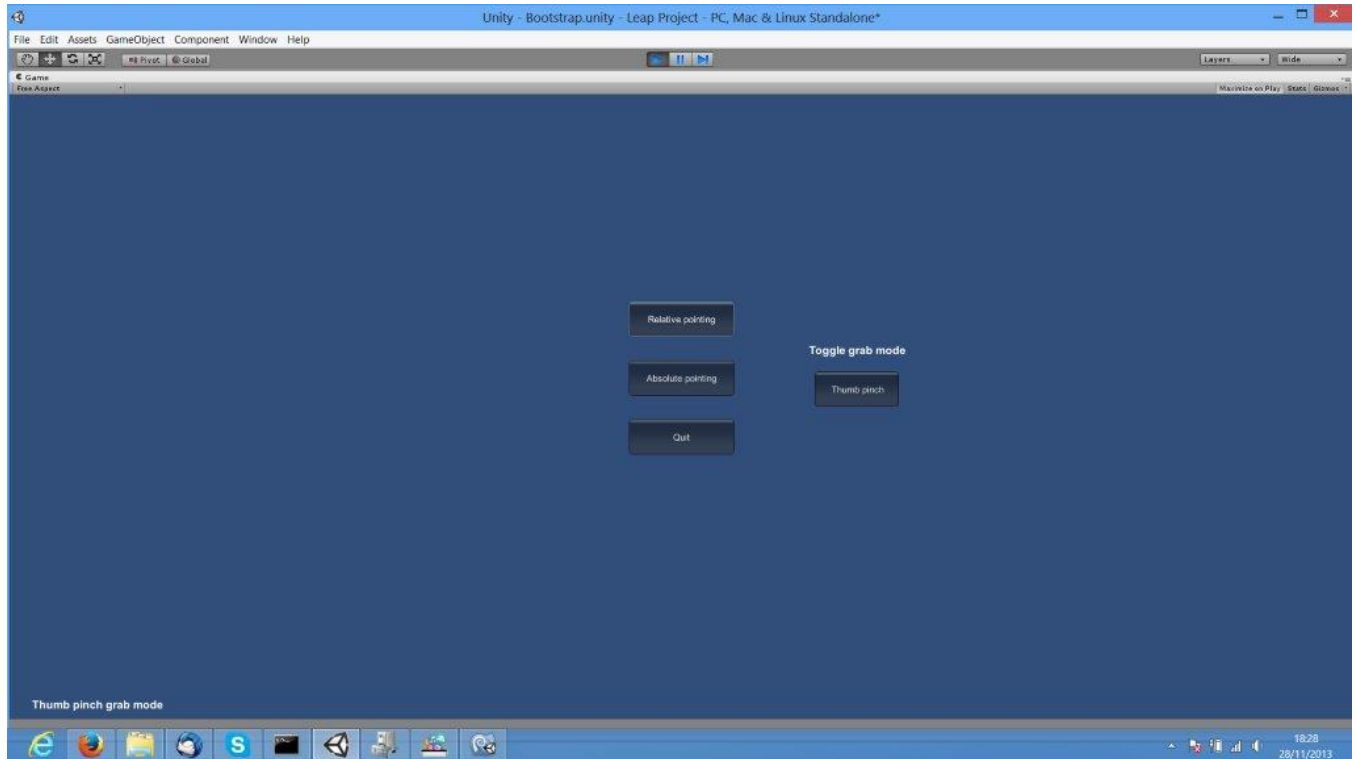 Unity - Bootstrap.unity - Leap Project - PC, Mac & Linux Standalone*
File Edit Assets GameObject Component Window Help
Pivot Global Layers Wide
Game
Free Aspect Maximize on Play Stats Gizmos
Relative pointing
Toggle grab mode
Absolute pointing
Thumb pinch
Quit
Thumb pinch grab mode
18:28
28/11/2013